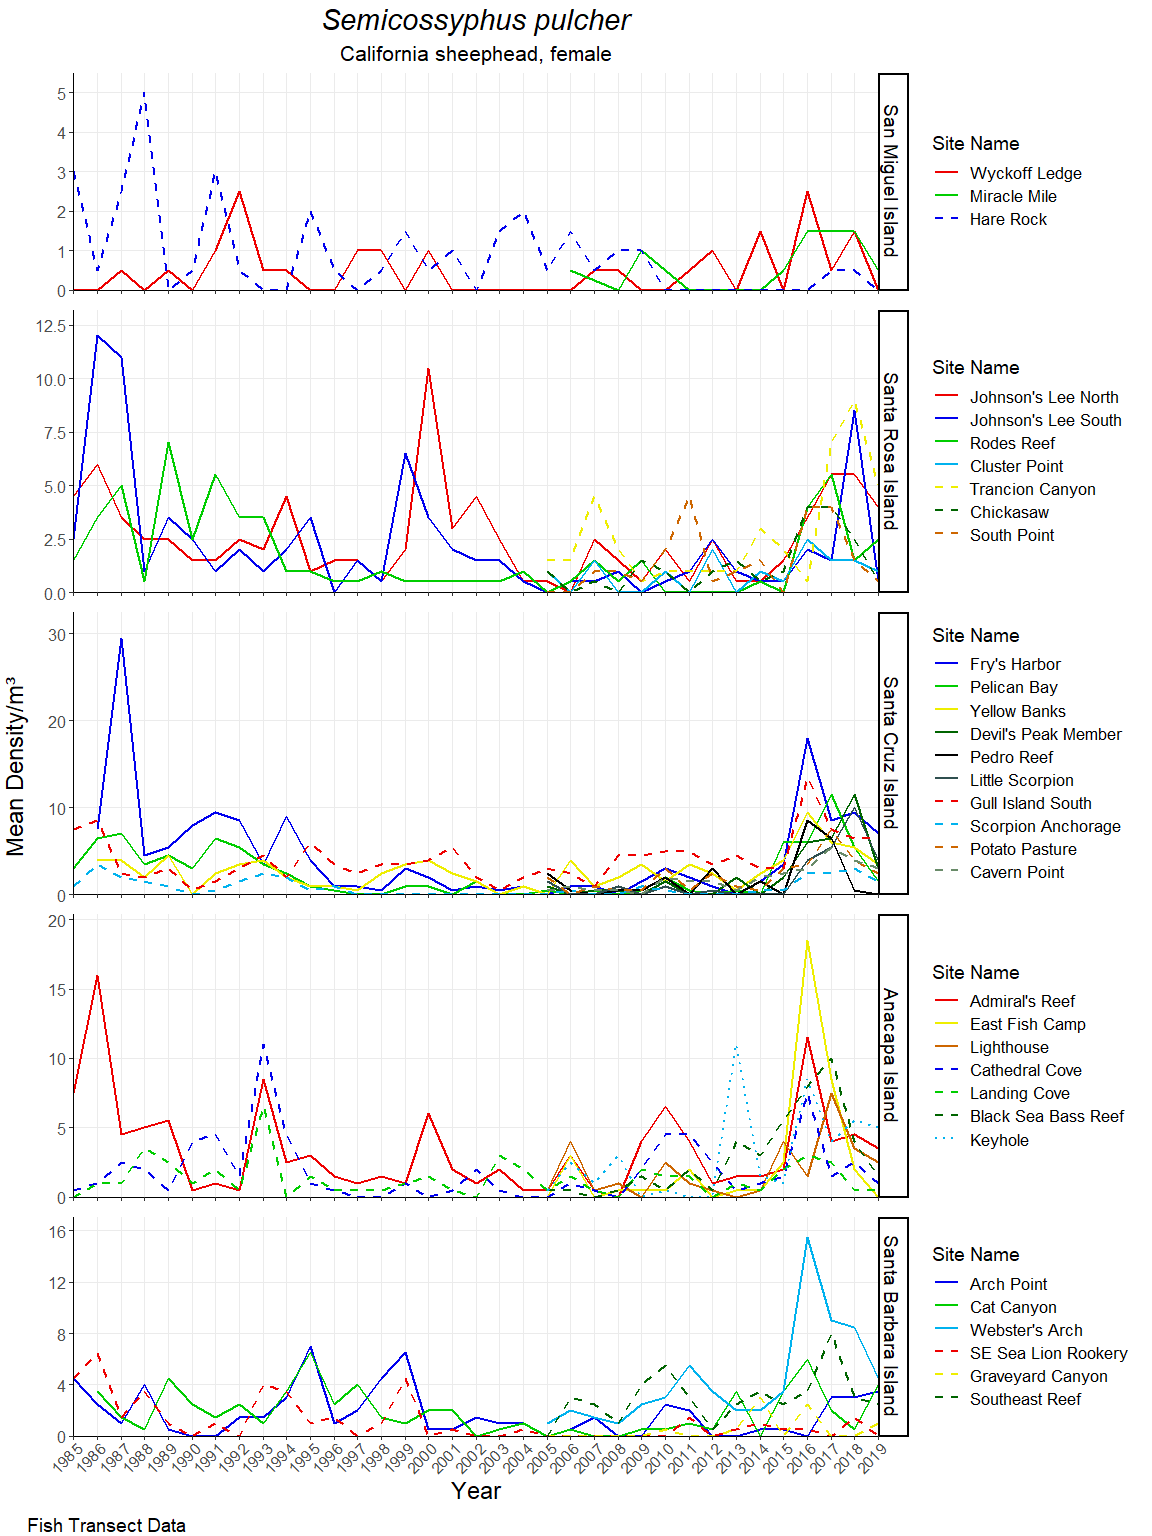 Semicossyphus pulcher
California sheephead, female
Mean Density/m³
5
4
3
2
1
0
San Miguel Island
Site Name
Wyckoff Ledge
Miracle Mile
Hare Rock
12.5
10.0
7.5
5.0
2.5
0.0
Santa Rosa Island
Site Name
Johnson's Lee North
Johnson's Lee South
Rodes Reef
Cluster Point
Trancion Canyon
Chickasaw
South Point
30
20
10
0
Santa Cruz Island
Site Name
Fry's Harbor
Pelican Bay
Yellow Banks
Devil's Peak Member
Pedro Reef
Little Scorpion
Gull Island South
Scorpion Anchorage
Potato Pasture
Cavern Point
20
15
10
5
0
Anacapa Island
Site Name
Admiral's Reef
East Fish Camp
Lighthouse
Cathedral Cove
Landing Cove
Black Sea Bass Reef
Keyhole
16
12
8
4
0
Santa Barbara Island
Site Name
Arch Point
Cat Canyon
Webster's Arch
SE Sea Lion Rookery
Graveyard Canyon
Southeast Reef
1985 1986 1987 1988 1989 1990 1991 1992 1993 1994 1995 1996 1997 1998 1999 2000 2001 2002 2003 2004 2005 2006 2007 2008 2009 2010 2011 2012 2013 2014 2015 2016 2017 2018 2019
Year
Fish Transect Data